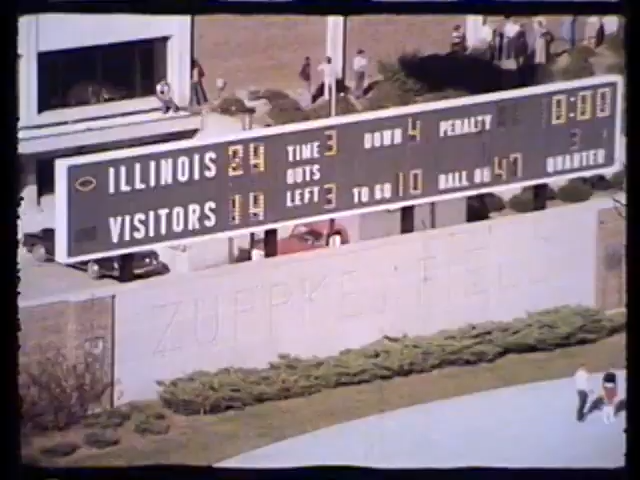 ILLINOIS 24 TIME OUTS LEFT 3 DOWN 4 PENALTY 0:00
VISITORS 14 3 TO GO 10 BALL ON 47 QUARTER
ZUPPKE FIELD